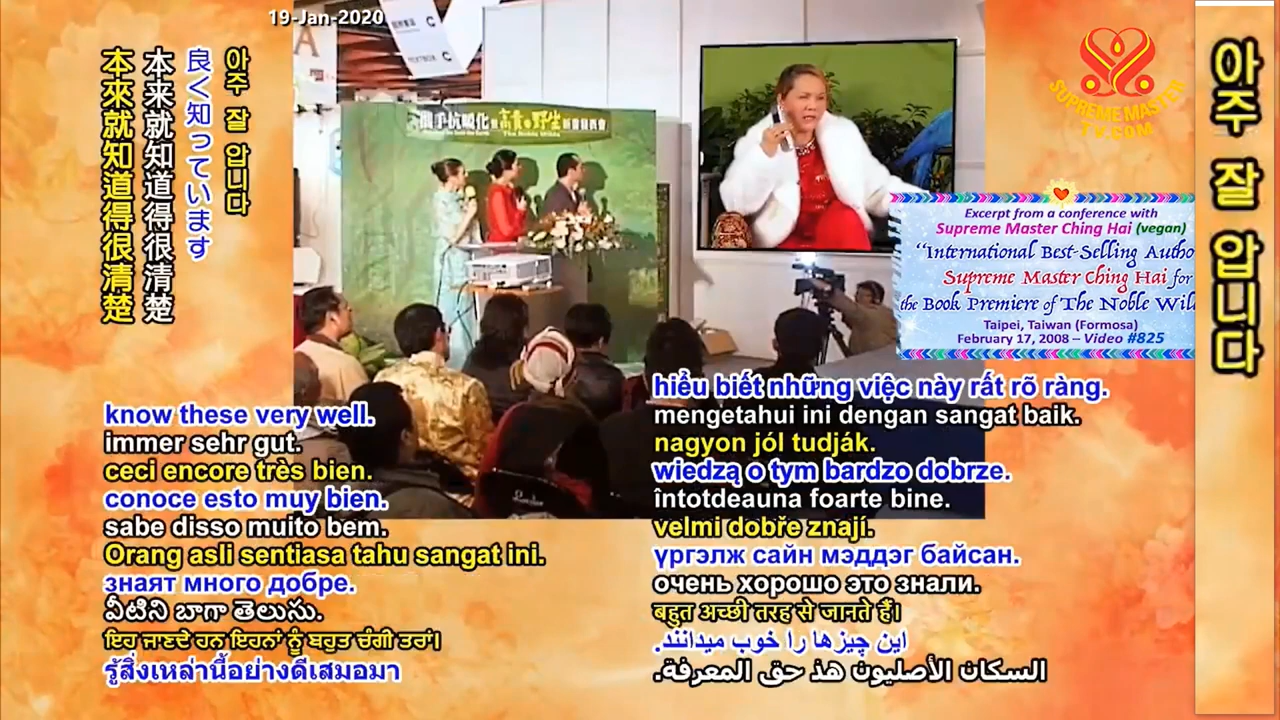 19-Jan-2020
아주 잘 압니다
良く知っています
本来就知道得很清楚
本來就知道得很清楚
C
C
A
The Noble Wilds
SUPREME MASTER
TV.COM
아주 잘 압니다
Excerpt from a conference with
Supreme Master Ching Hai (vegan)
“International Best-Selling Autho
Supreme Master Ching Hai for
the Book Premiere of The Noble Wil
Taipei, Taiwan (Formosa)
February 17, 2008 – Video #825
know these very well.
immer sehr gut.
ceci encore très bien.
conoce esto muy bien.
sabe disso muito bem.
Orang asli sentiasa tahu sangat ini.
знаят много добре.
వీటిని బాగా తెలుసు.
ਇਹ ਜਾਣਦੇ ਹਨ ਇਹਨਾਂ ਨੂੰ ਬਹੁਤ ਚੰਗੀ ਤਰਾਂ।
รู้สิ่งเหล่านี้อย่างดีเสมอมา
hiểu biết những việc này rất rõ ràng.
mengetahui ini dengan sangat baik.
nagyon jól tudják.
wiedzą o tym bardzo dobrze.
întotdeauna foarte bine.
velmi dobře znají.
үргэлж сайн мэддэг байсан.
очень хорошо это знали.
बहुत अच्छी तरह से जानते हैं।
این چیزها را خوب میدانند.
السكان الأصليون هذ حق المعرفة.